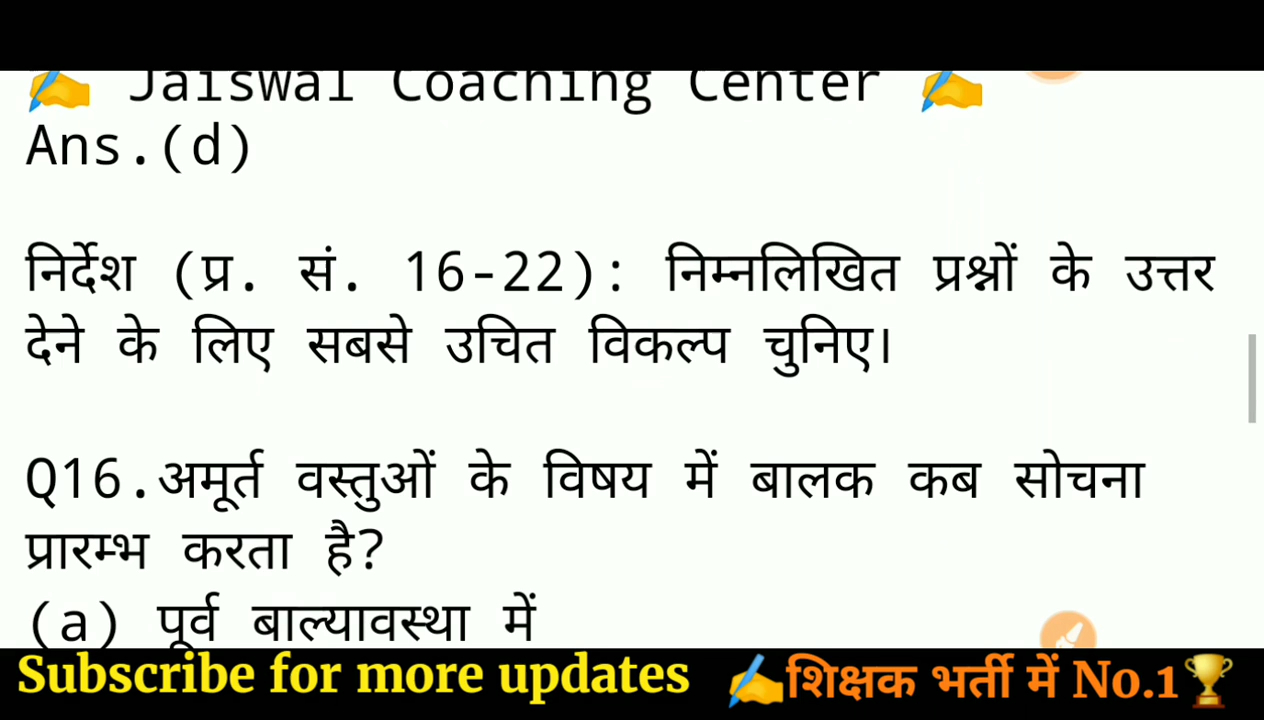 ✍️ Jaiswal Coaching Center ✍️
Ans.(d)
निर्देश (प्र. सं. 16-22): निम्नलिखित प्रश्नों के उत्तर
देने के लिए सबसे उचित विकल्प चुनिए।
Q16.अमूर्त वस्तुओं के विषय में बालक कब सोचना
प्रारम्भ करता है?
(a) पूर्व बाल्यावस्था में
Subscribe for more updates ✍️शिक्षक भर्ती में No.1🏆